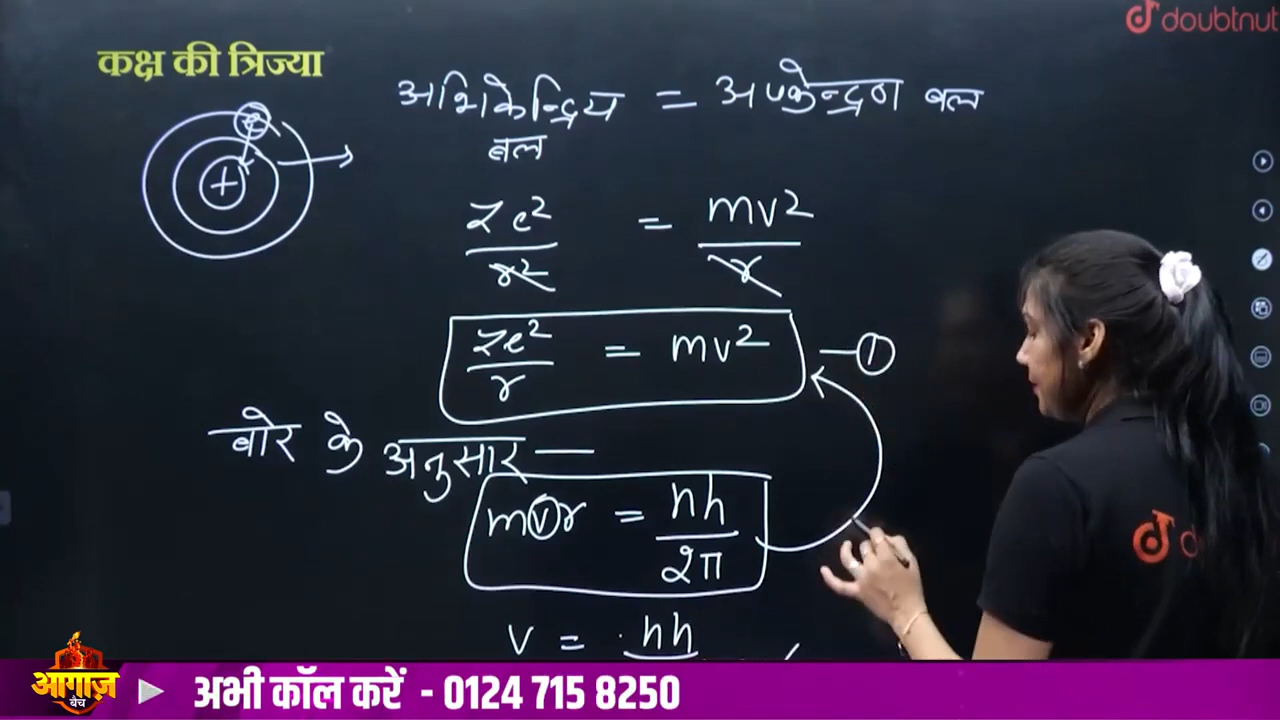 doubtnut
कक्ष की त्रिज्या
अभिकेन्द्रिय बल = अपकेन्द्रण बल
+
Ze²/r² = mv²/r
Ze²/r = mv² —①
बोर के अनुसार —
mvr = nh/2π
v = nh
d
आगाज़
बैच
अभी कॉल करें - 0124 715 8250